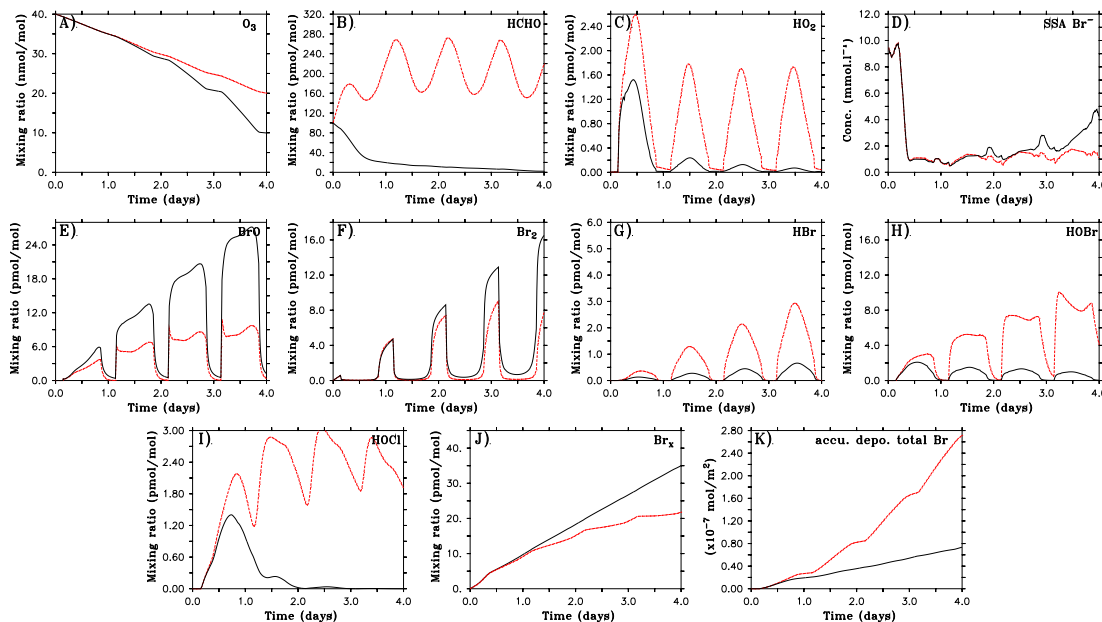 A). O3
Mixing ratio (nmol/mol)
40.
30.
20.
10.
0.
0.0 1.0 2.0 3.0 4.0
Time (days)
B). HCHO
Mixing ratio (pmol/mol)
320.
280.
240.
200.
160.
120.
80.
40.
0.
0.0 1.0 2.0 3.0 4.0
Time (days)
C). HO2
Mixing ratio (pmol/mol)
2.60
2.40
2.00
1.60
1.20
0.80
0.40
0.00
0.0 1.0 2.0 3.0 4.0
Time (days)
D). SSA Br−
Conc. (mmol.l−1)
12.0
10.0
8.0
6.0
4.0
2.0
0.0
0.0 1.0 2.0 3.0 4.0
Time (days)
E). BrO
Mixing ratio (pmol/mol)
24.0
18.0
12.0
6.0
0.0
0.0 1.0 2.0 3.0 4.0
Time (days)
F). Br2
Mixing ratio (pmol/mol)
16.0
12.0
8.0
4.0
0.0
0.0 1.0 2.0 3.0 4.0
Time (days)
G). HBr
Mixing ratio (pmol/mol)
6.0
5.0
4.0
3.0
2.0
1.0
0.0
0.0 1.0 2.0 3.0 4.0
Time (days)
H). HOBr
Mixing ratio (pmol/mol)
16.0
12.0
8.0
4.0
0.0
0.0 1.0 2.0 3.0 4.0
Time (days)
I). HOCl
Mixing ratio (pmol/mol)
3.00
2.40
1.80
1.20
0.60
0.00
0.0 1.0 2.0 3.0 4.0
Time (days)
J). Brx
Mixing ratio (pmol/mol)
40.
30.
20.
10.
0.
0.0 1.0 2.0 3.0 4.0
Time (days)
K). accu. depo. total Br
(x10−7 mol/m2)
2.80
2.40
2.00
1.60
1.20
0.80
0.40
0.00
0.0 1.0 2.0 3.0 4.0
Time (days)